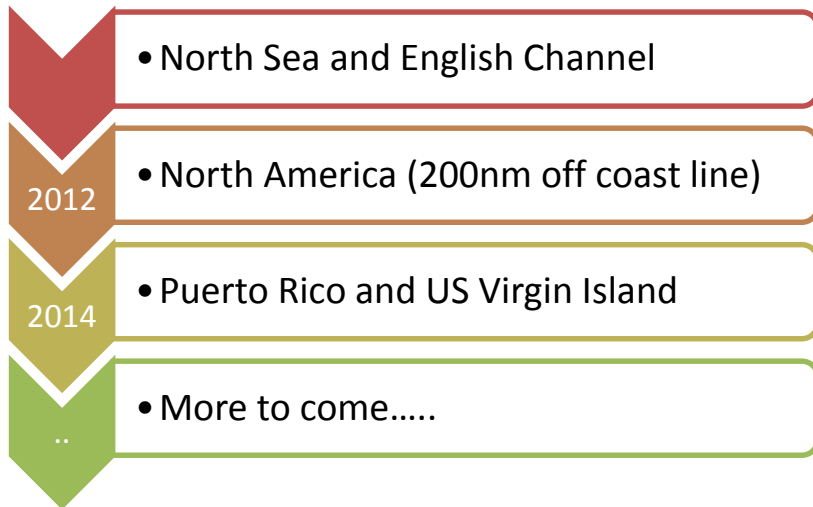 • North Sea and English Channel
2012
• North America (200nm off coast line)
2014
• Puerto Rico and US Virgin Island
..
• More to come.....